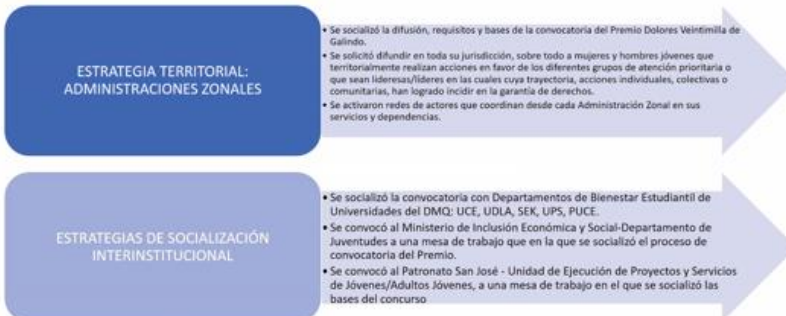 ESTRATEGIA TERRITORIAL:
ADMINISTRACIONES ZONALES
• Se socializó la difusión, requisitos y bases de la convocatoria del Premio Dolores Veintimilla de
Galindo.
• Se solicitó difundir en toda su jurisdicción, sobre todo a mujeres y hombres jóvenes que
territorialmente realizan acciones en favor de los diferentes grupos de atención prioritaria o
que sean lideresas/líderes en las cuales cuya trayectoria, acciones individuales, colectivas o
comunitarias, han logrado incidir en la garantía de derechos.
• Se activaron redes de actores que coordinan desde cada Administración Zonal en sus
servicios y dependencias.
ESTRATEGIAS DE SOCIALIZACIÓN
INTERINSTITUCIONAL
• Se socializó la convocatoria con Departamentos de Bienestar Estudiantil de
Universidades del DMQ: UCE, UDLA, SEK, UPS, PUCE.
• Se convocó al Ministerio de Inclusión Económica y Social-Departamento de
Juventudes a una mesa de trabajo que en la que se socializó el proceso de
convocatoria del Premio.
• Se convocó al Patronato San José - Unidad de Ejecución de Proyectos y Servicios
de Jóvenes/Adultos Jóvenes, a una mesa de trabajo en el que se socializó las
bases del concurso